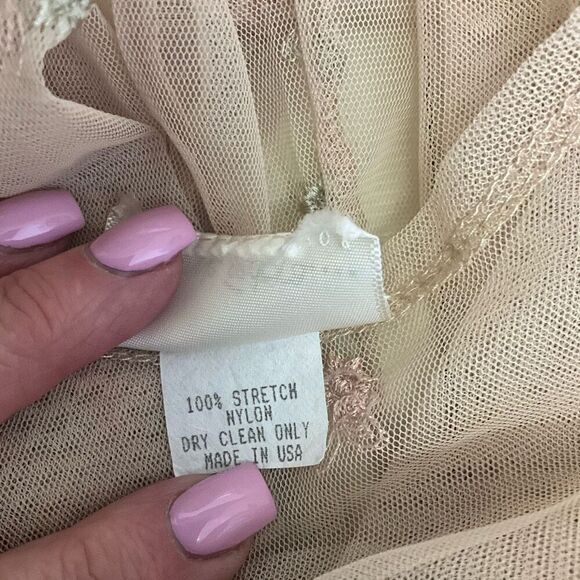 100% STRETCH
NYLON
DRY CLEAN ONLY
MADE IN USA